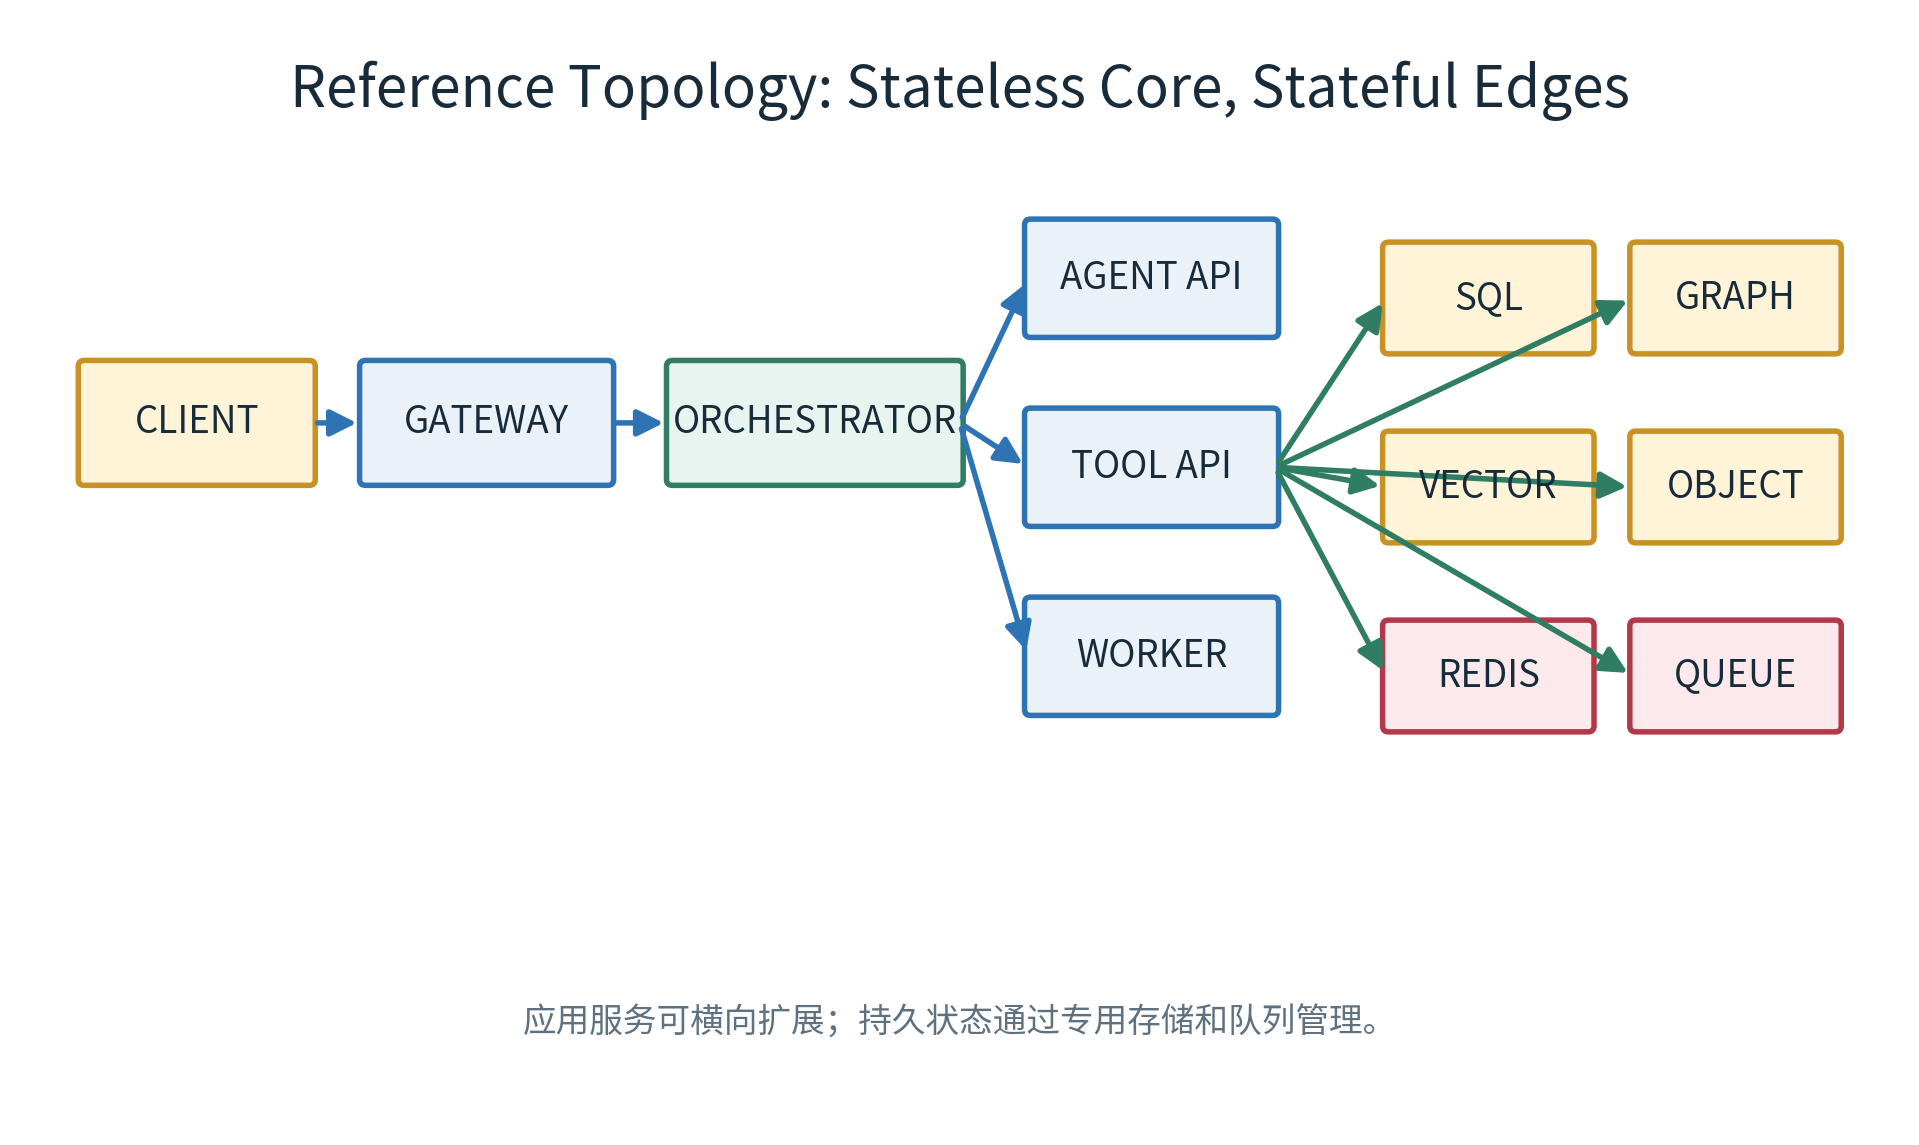 Reference Topology: Stateless Core, Stateful Edges
CLIENT
GATEWAY
ORCHESTRATOR
AGENT API
TOOL API
WORKER
SQL
GRAPH
VECTOR
OBJECT
REDIS
QUEUE
应用服务可横向扩展；持久状态通过专用存储和队列管理。